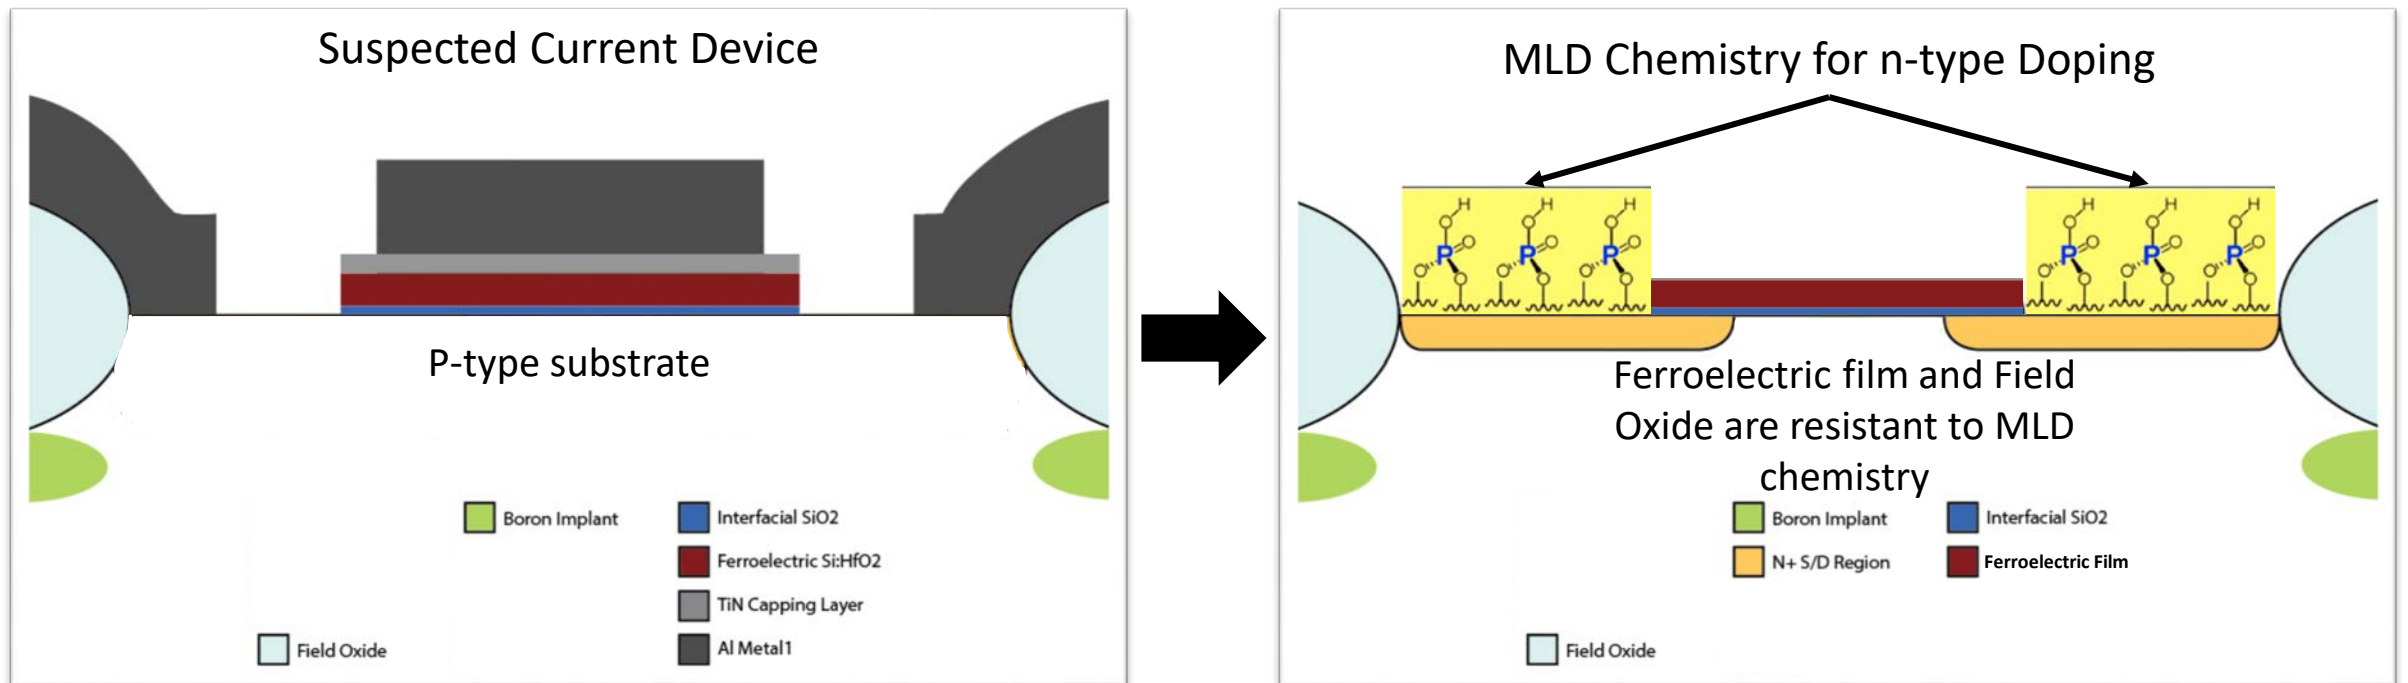 Suspected Current Device
P-type substrate
Boron Implant
Interfacial SiO2
Ferroelectric Si:HfO2
TiN Capping Layer
Field Oxide
Al Metal1
MLD Chemistry for n-type Doping
H
O
P
O
O
O
H
O
P
O
O
O
H
O
P
O
O
O
H
O
P
O
O
O
H
O
P
O
O
O
H
O
P
O
O
O
Ferroelectric film and Field
Oxide are resistant to MLD
chemistry
Boron Implant
Interfacial SiO2
N+ S/D Region
Ferroelectric Film
Field Oxide